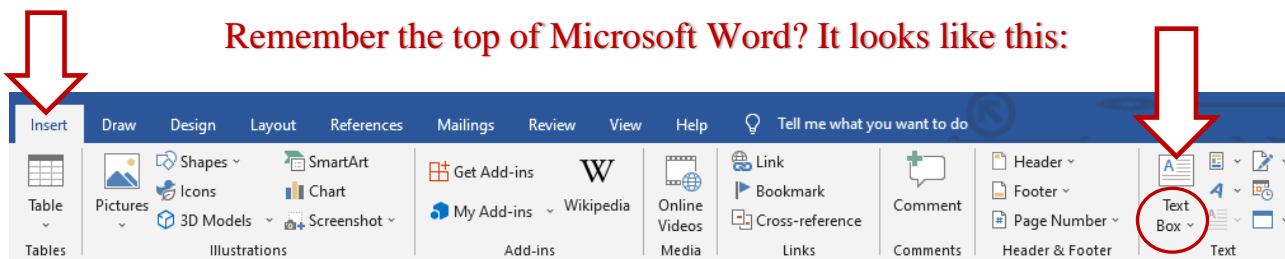 Remember the top of Microsoft Word? It looks like this:
Insert Draw Design Layout References Mailings Review View Help Tell me what you want to do
Shapes SmartArt Get Add-ins W Link Header A
Icons Chart Bookmark Footer A
Table Pictures My Add-ins Wikipedia Online Comment Text
3D Models Screenshot Videos Cross-reference Page Number Box A
Tables Illustrations Add-ins Media Links Comments Header & Footer Text